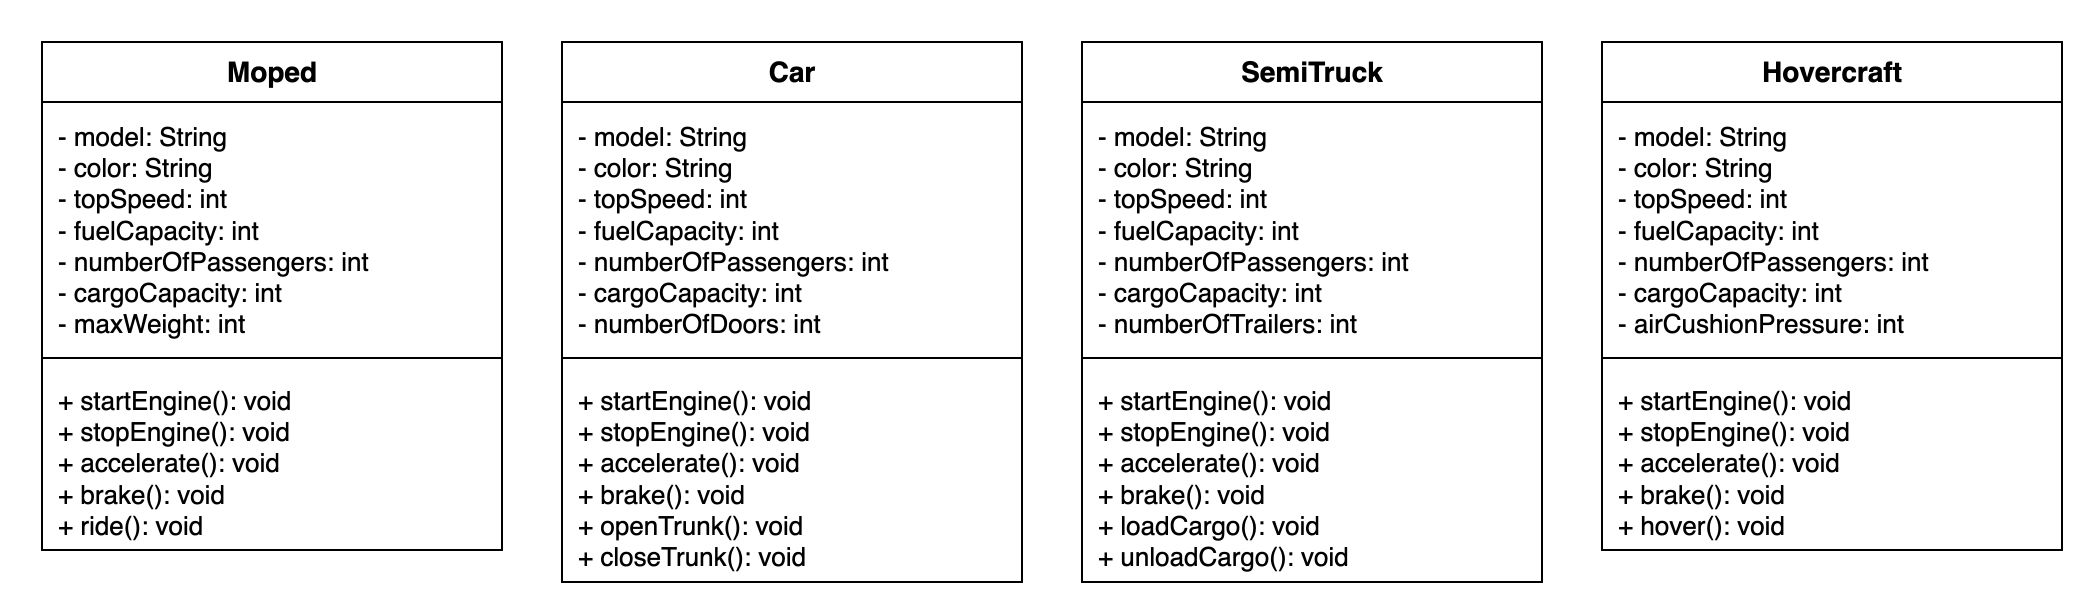 Moped
- model: String
- color: String
- topSpeed: int
- fuelCapacity: int
- numberOfPassengers: int
- cargoCapacity: int
- maxWeight: int
+ startEngine(): void
+ stopEngine(): void
+ accelerate(): void
+ brake(): void
+ ride(): void
Car
- model: String
- color: String
- topSpeed: int
- fuelCapacity: int
- numberOfPassengers: int
- cargoCapacity: int
- numberOfDoors: int
+ startEngine(): void
+ stopEngine(): void
+ accelerate(): void
+ brake(): void
+ openTrunk(): void
+ closeTrunk(): void
SemiTruck
- model: String
- color: String
- topSpeed: int
- fuelCapacity: int
- numberOfPassengers: int
- cargoCapacity: int
- numberOfTrailers: int
+ startEngine(): void
+ stopEngine(): void
+ accelerate(): void
+ brake(): void
+ loadCargo(): void
+ unloadCargo(): void
Hovercraft
- model: String
- color: String
- topSpeed: int
- fuelCapacity: int
- numberOfPassengers: int
- cargoCapacity: int
- airCushionPressure: int
+ startEngine(): void
+ stopEngine(): void
+ accelerate(): void
+ brake(): void
+ hover(): void